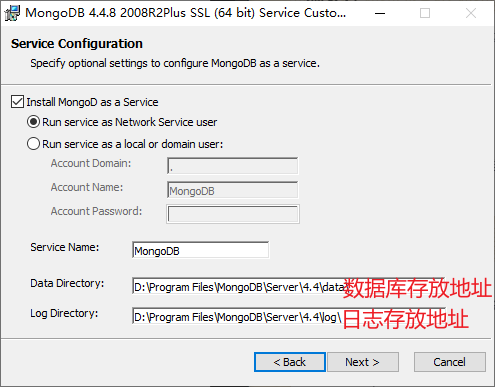 MongoDB 4.4.8 2008R2Plus SSL (64 bit) Service Custo...
Service Configuration
Specify optional settings to configure MongoDB as a service.
Install MongoD as a Service
Run service as Network Service user
Run service as a local or domain user:
Account Domain: .
Account Name: MongoDB
Account Password:
Service Name: MongoDB
Data Directory: D:\Program Files\MongoDB\Server\4.4\data\ 数据库存放地址
Log Directory: D:\Program Files\MongoDB\Server\4.4\log\ 日志存放地址
< Back Next > Cancel